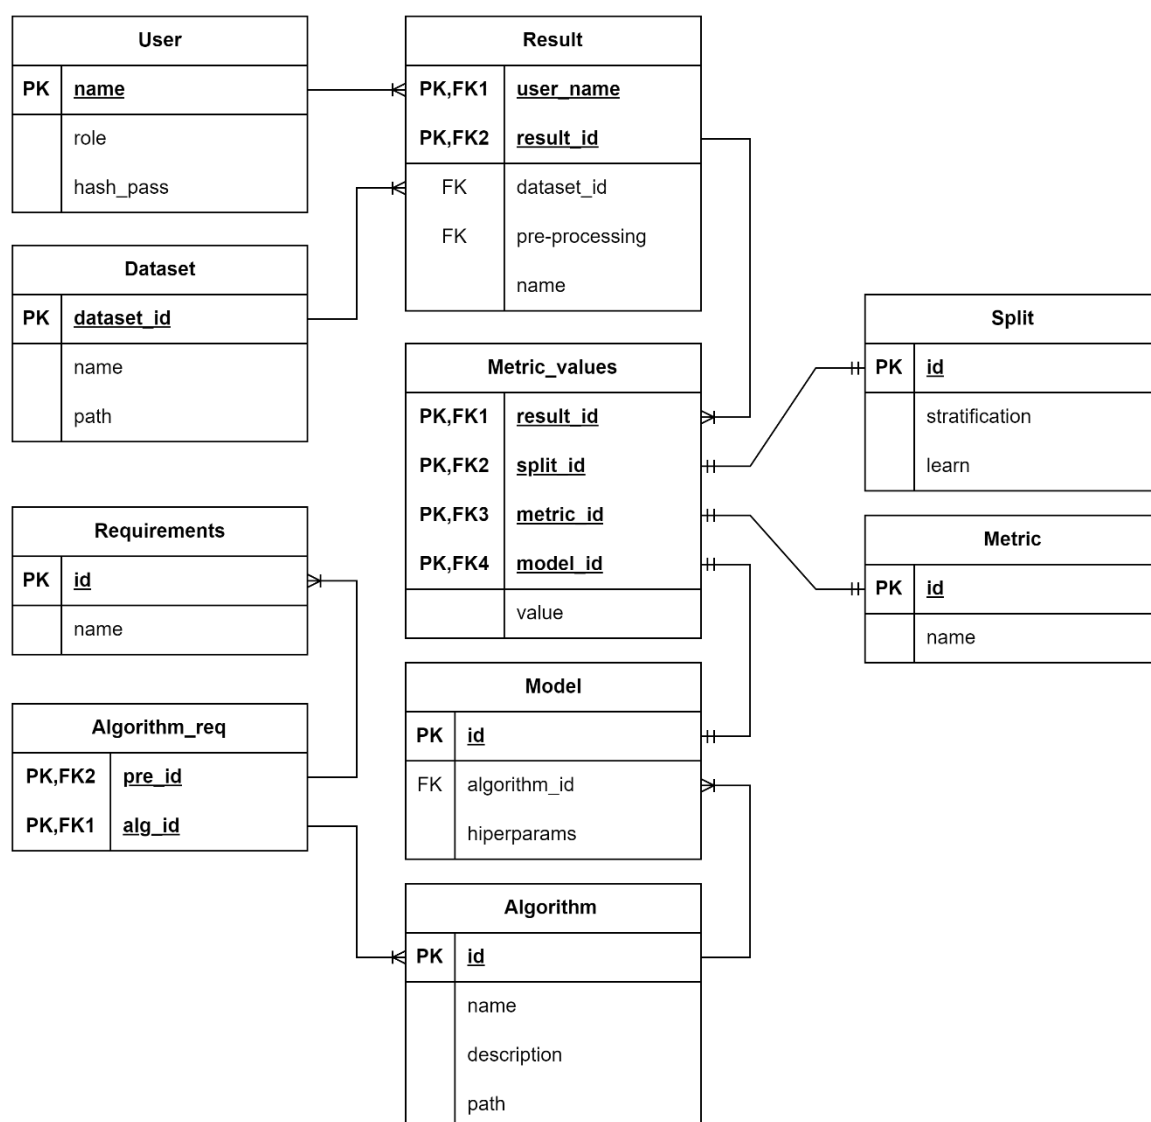 User
PK name
role
hash_pass
Result
PK,FK1 user_name
PK,FK2 result_id
FK dataset_id
FK pre-processing
name
Dataset
PK dataset_id
name
path
Metric_values
PK,FK1 result_id
PK,FK2 split_id
PK,FK3 metric_id
PK,FK4 model_id
value
Split
PK id
stratification
learn
Requirements
PK id
name
Metric
PK id
name
Algorithm_req
PK,FK2 pre_id
PK,FK1 alg_id
Model
PK id
FK algorithm_id
hiperparams
Algorithm
PK id
name
description
path